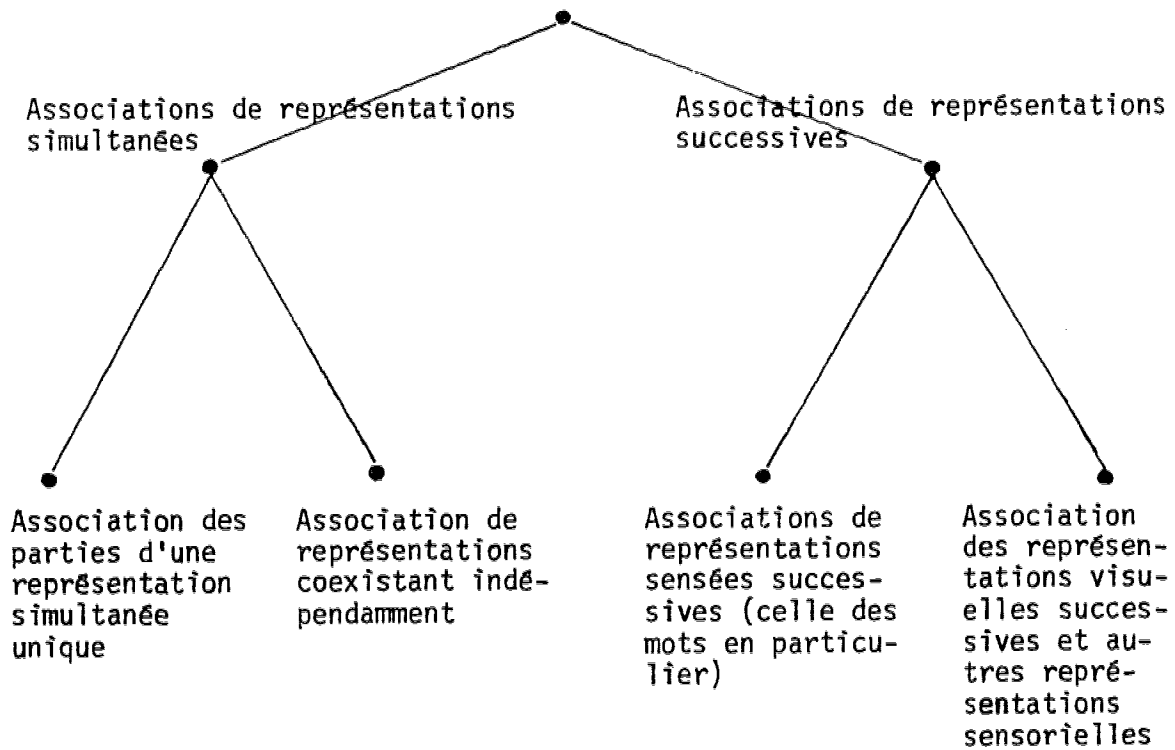 Associations de représentations
simultanées
Associations de représentations
successives
Association des
parties d'une
représentation
simultanée
unique
Association de
représentations
coexistant indé-
pendamment
Associations de
représentations
sensées succes-
sives (celle des
mots en particu-
lier)
Association
des représen-
tations visu-
elles succes-
sives et au-
tres repré-
sentations
sensorielles